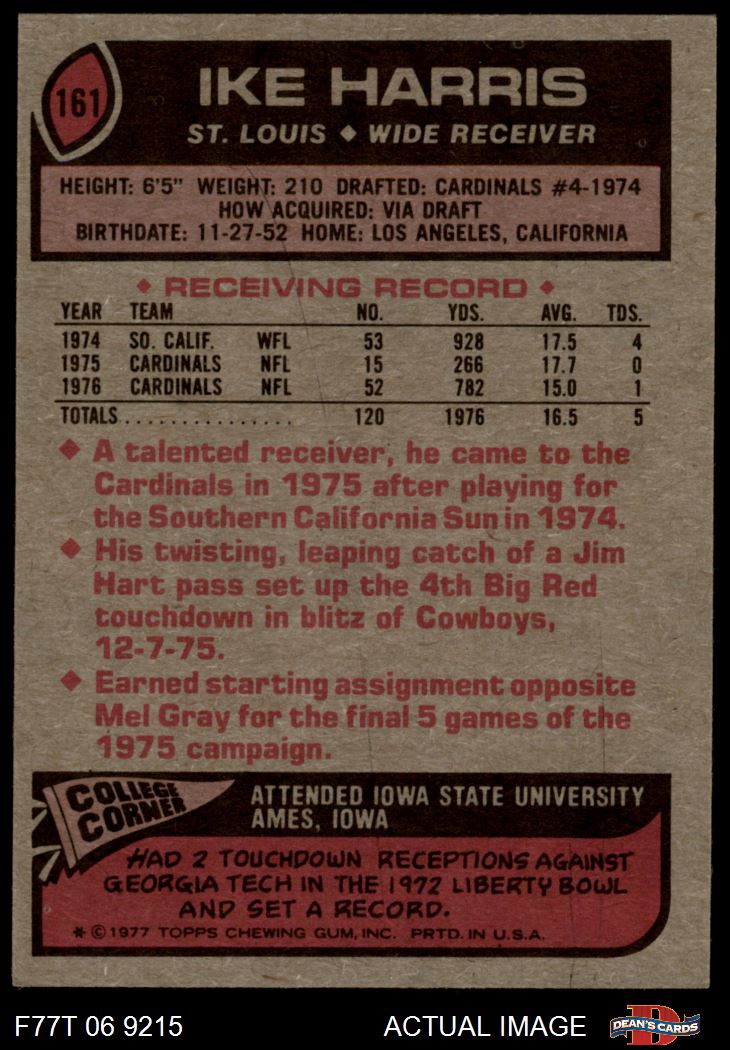 161
IKE HARRIS
ST. LOUIS ◆ WIDE RECEIVER
HEIGHT: 6'5" WEIGHT: 210 DRAFTED: CARDINALS #4-1974
HOW ACQUIRED: VIA DRAFT
BIRTHDATE: 11-27-52 HOME: LOS ANGELES, CALIFORNIA
◆ RECEIVING RECORD ◆
YEAR TEAM NO. YDS. AVG. TDS.
1974 SO. CALIF. WFL 53 928 17.5 4
1975 CARDINALS NFL 15 266 17.7 0
1976 CARDINALS NFL 52 782 15.0 1
TOTALS................ 120 1976 16.5 5
◆ A talented receiver, he came to the
Cardinals in 1975 after playing for
the Southern California Sun in 1974.
◆ His twisting, leaping catch of a Jim
Hart pass set up the 4th Big Red
touchdown in blitz of Cowboys,
12-7-75.
◆ Earned starting assignment opposite
Mel Gray for the final 5 games of the
1975 campaign.
COLLEGE
CORNER
ATTENDED IOWA STATE UNIVERSITY
AMES, IOWA
HAD 2 TOUCHDOWN RECEPTIONS AGAINST
GEORGIA TECH IN THE 1972 LIBERTY BOWL
AND SET A RECORD.
* © 1977 TOPPS CHEWING GUM, INC. PRTD. IN U.S.A.
F77T 06 9215 ACTUAL IMAGE D DEAN'S CARDS